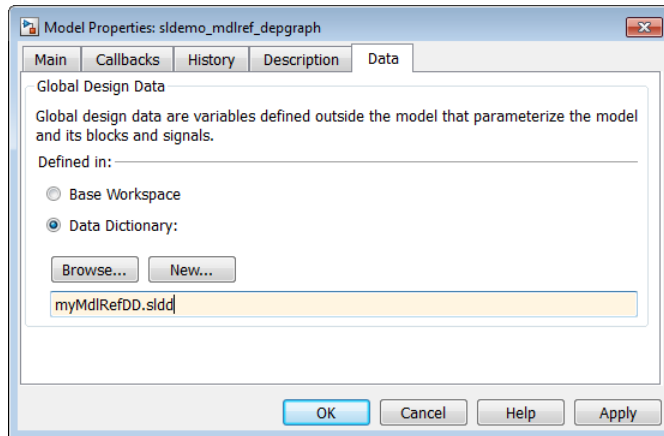 Model Properties: sldemo_mdlref_depgraph
Main Callbacks History Description Data
Global Design Data
Global design data are variables defined outside the model that parameterize the model
and its blocks and signals.
Defined in:
Base Workspace
Data Dictionary:
Browse... New...
myMdlRefDD.sldd
OK Cancel Help Apply